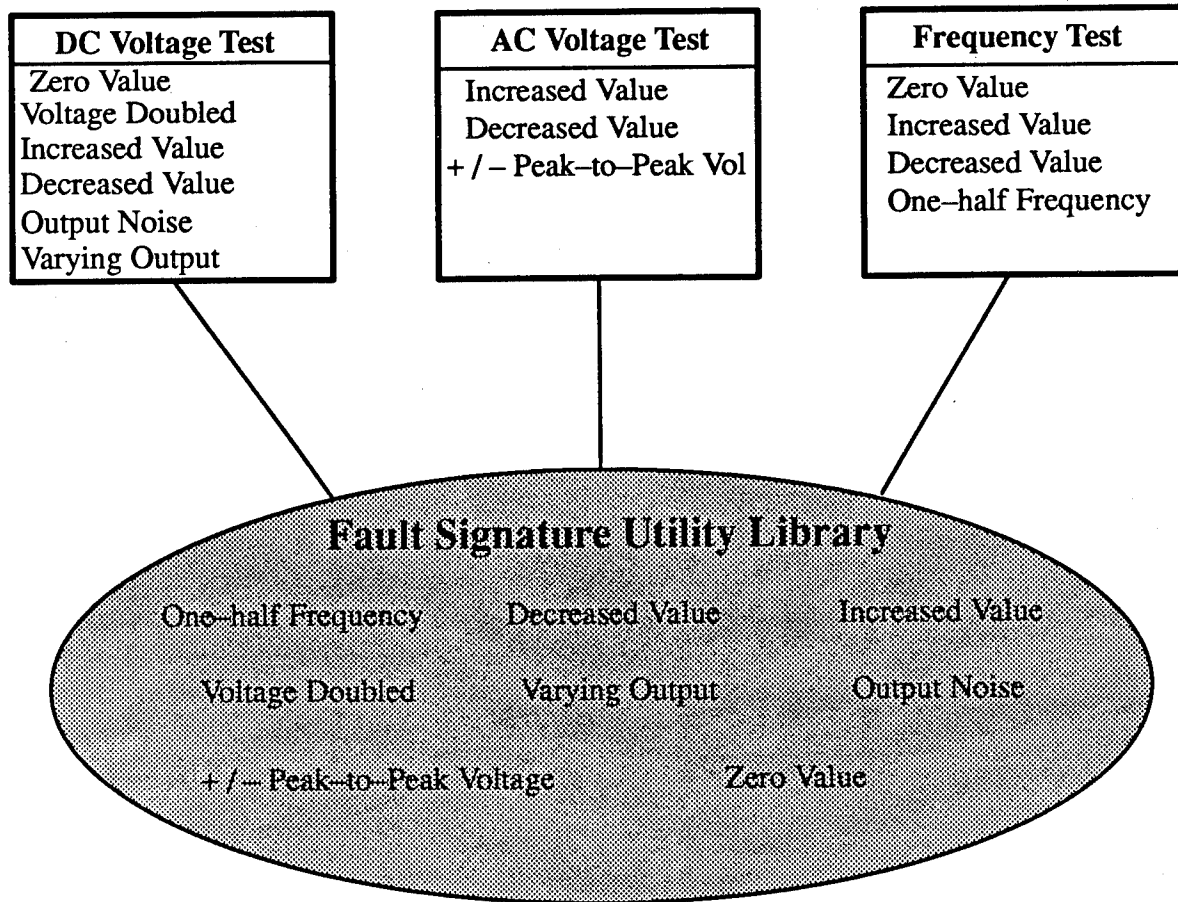 DC Voltage Test
Zero Value
Voltage Doubled
Increased Value
Decreased Value
Output Noise
Varying Output
AC Voltage Test
Increased Value
Decreased Value
+ / – Peak–to–Peak Vol
Frequency Test
Zero Value
Increased Value
Decreased Value
One–half Frequency
Fault Signature Utility Library
One–half Frequency
Decreased Value
Increased Value
Voltage Doubled
Varying Output
Output Noise
+ / – Peak–to–Peak Voltage
Zero Value